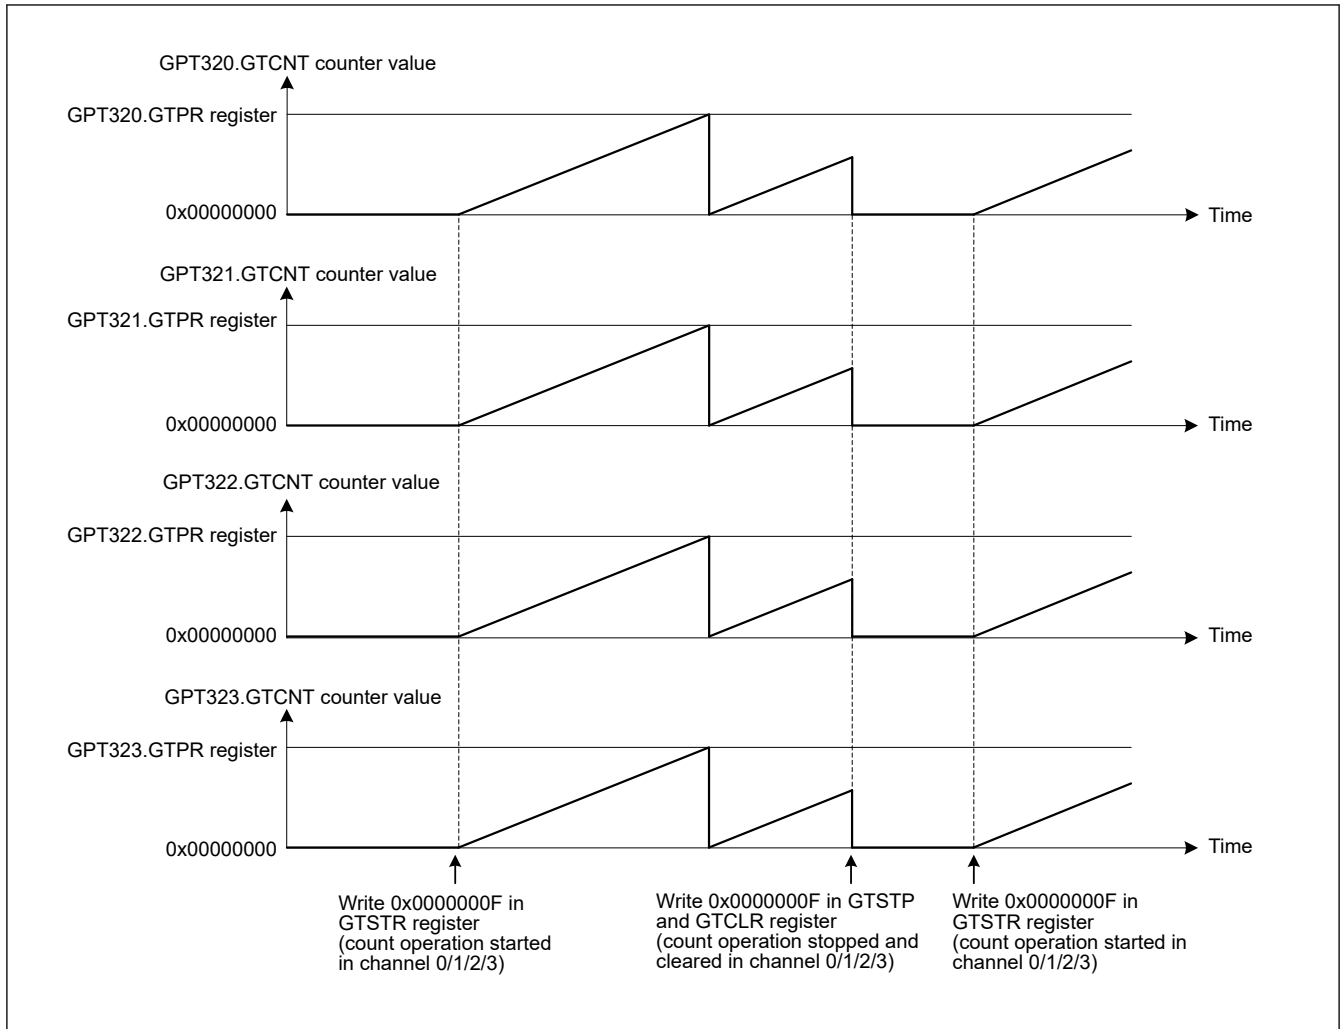 GPT320.GTCNT counter value
GPT320.GTPR register
0x00000000
Time
GPT321.GTCNT counter value
GPT321.GTPR register
0x00000000
Time
GPT322.GTCNT counter value
GPT322.GTPR register
0x00000000
Time
GPT323.GTCNT counter value
GPT323.GTPR register
0x00000000
Time
Write 0x0000000F in
GTSTR register
(count operation started
in channel 0/1/2/3)
Write 0x0000000F in GTSTP
and GTCLR register
(count operation stopped and
cleared in channel 0/1/2/3)
Write 0x0000000F in
GTSTR register
(count operation started in
channel 0/1/2/3)